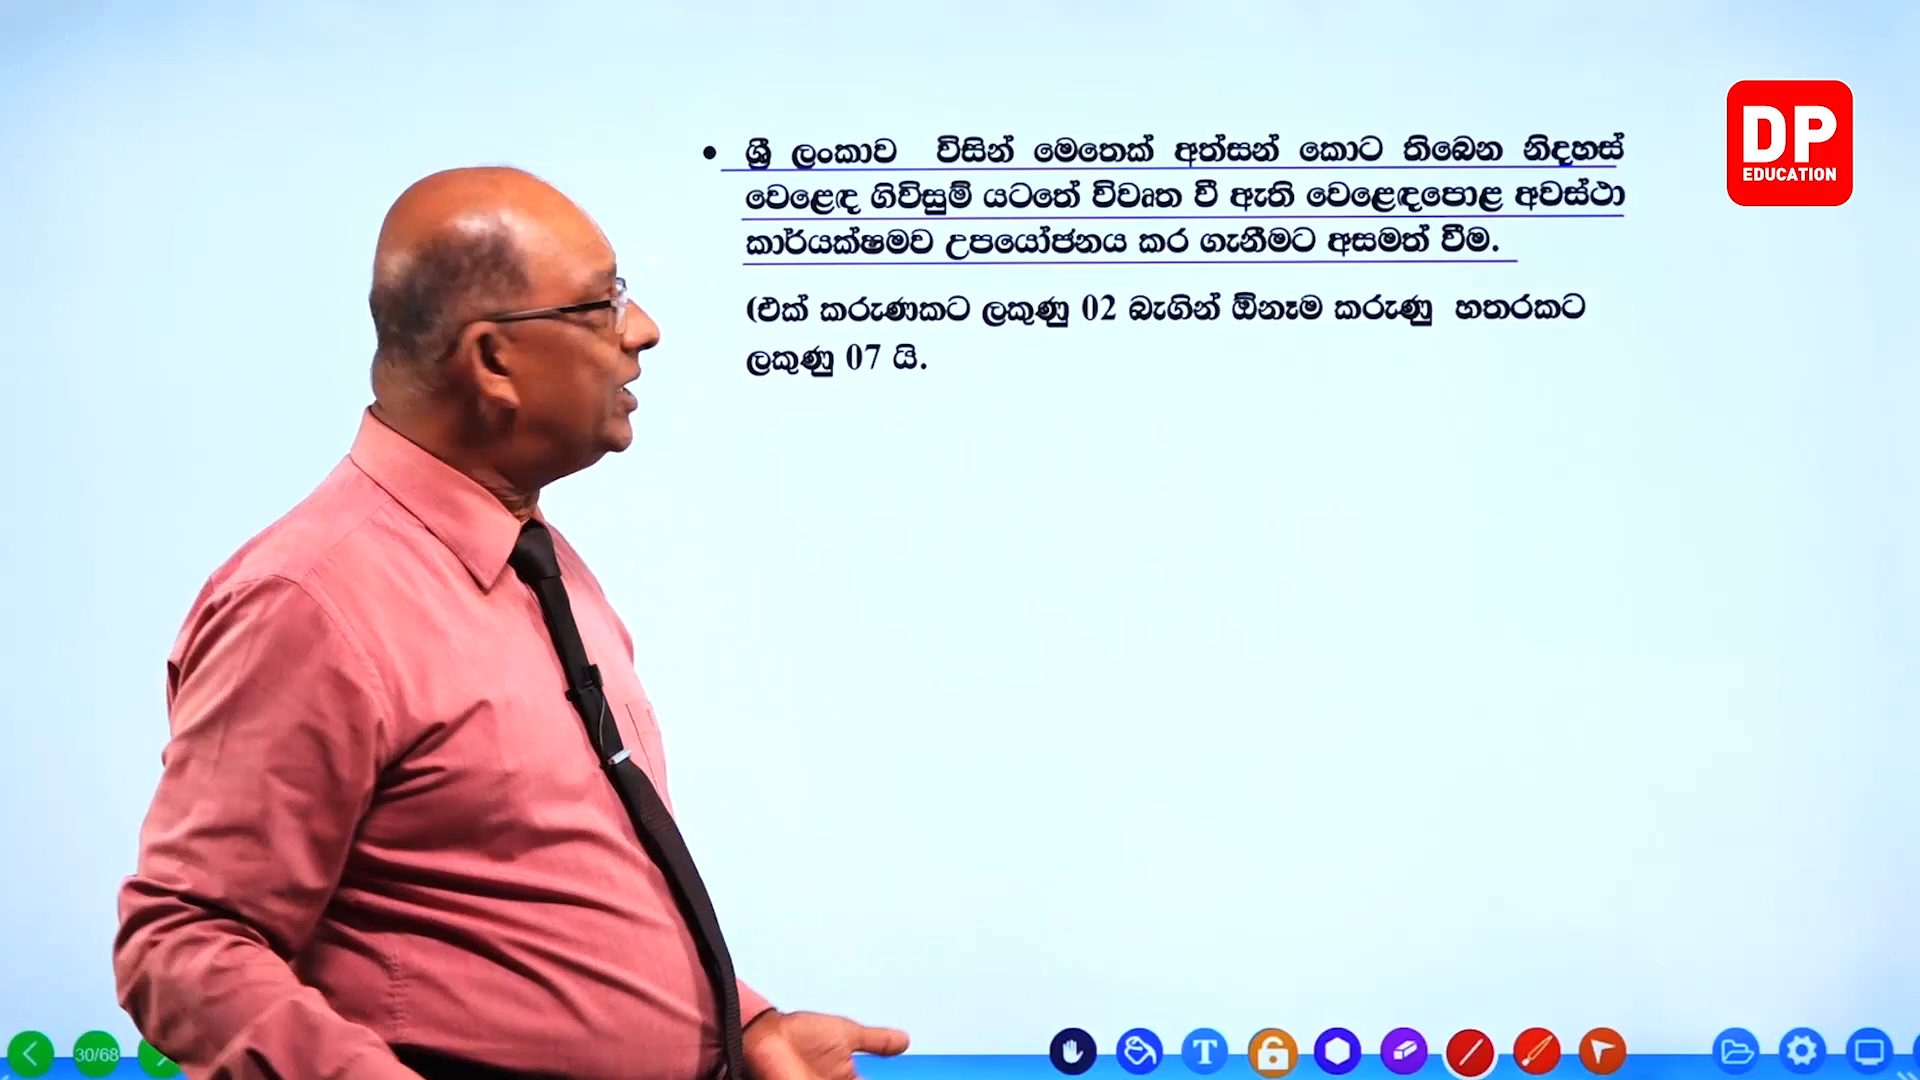 • ශ්‍රී ලංකාව විසින් මෙතෙක් අත්සන් කොට තිබෙන නිදහස්
වෙළෙඳ ගිවිසුම් යටතේ විවෘත වී ඇති වෙළෙඳපොළ අවස්ථා
කාර්යක්ෂමව උපයෝජනය කර ගැනීමට අසමත් වීම.
(එක් කරුණකට ලකුණු 02 බැගින් ඕනෑම කරුණු හතරකට
ලකුණු 07 යි.
DP
EDUCATION
30/68
T